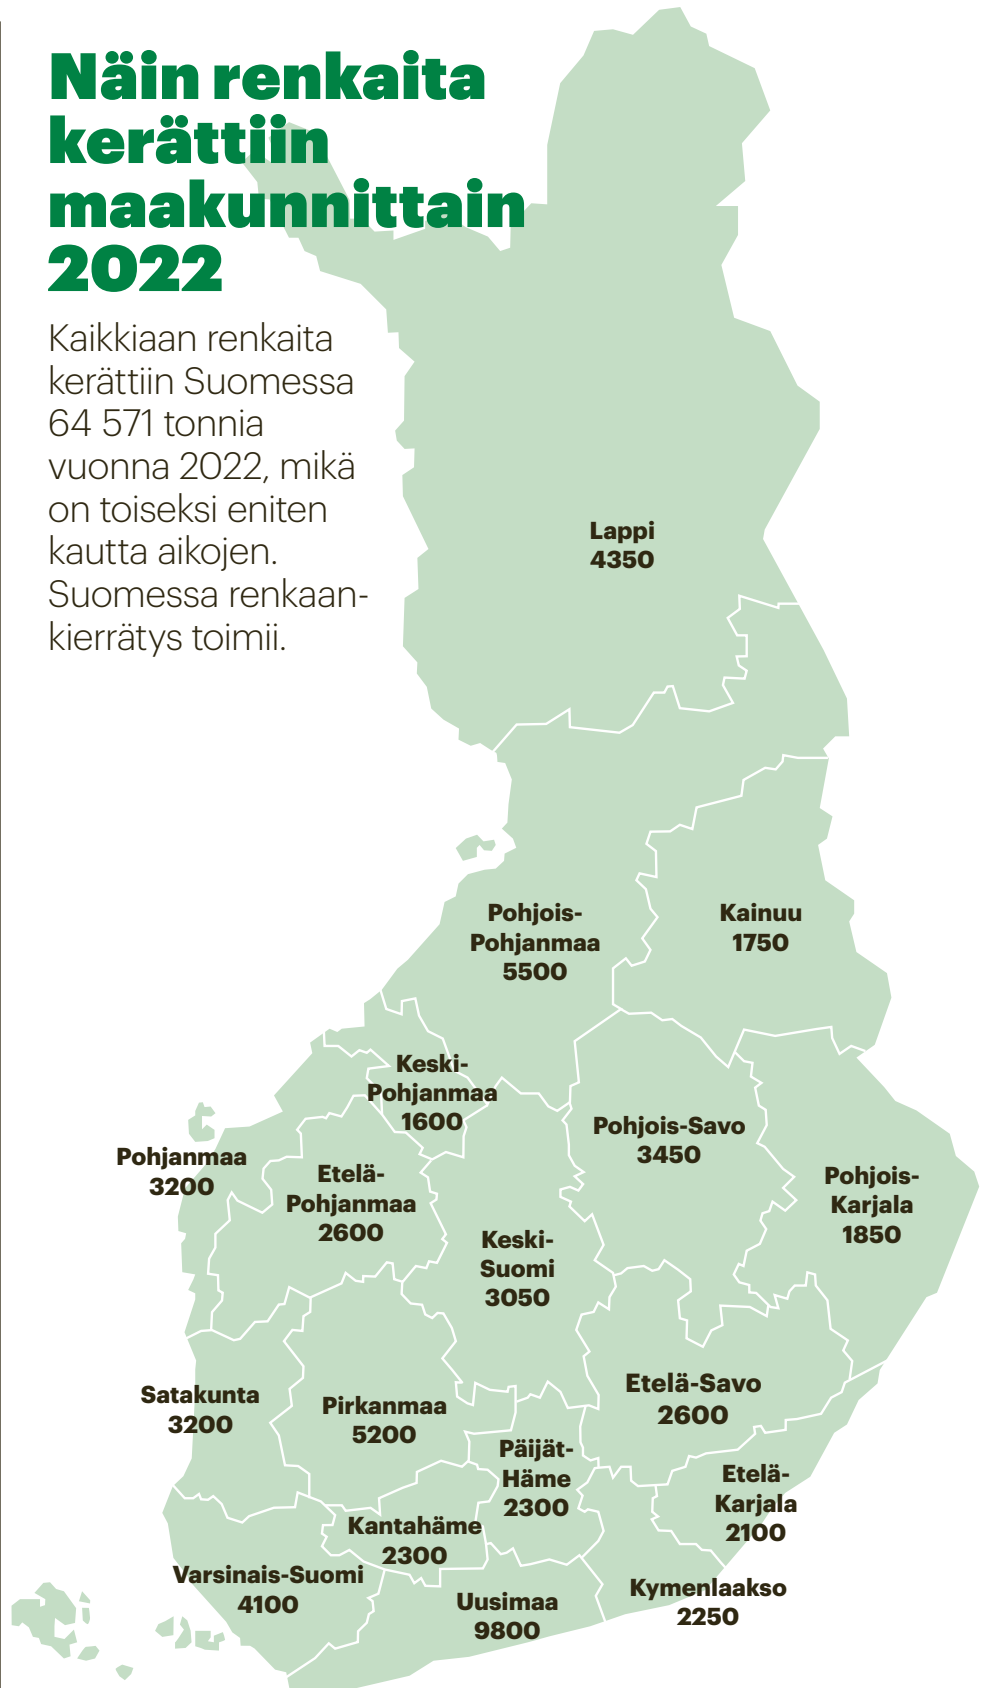 Näin renkaita
kerättiin
maakunnittain
2022
Kaikkiaan renkaita
kerättiin Suomessa
64 571 tonnia
vuonna 2022, mikä
on toiseksi eniten
kautta aikojen.
Suomessa renkaan-
kierrätys toimii.
Lappi
4350
Pohjois-
Pohjanmaa
5500
Kainuu
1750
Keski-
Pohjanmaa
1600
Pohjois-Savo
3450
Pohjanmaa
3200
Etelä-
Pohjanmaa
2600
Pohjois-
Karjala
1850
Keski-
Suomi
3050
Satakunta
3200
Pirkanmaa
5200
Etelä-Savo
2600
Päijät-
Häme
2300
Etelä-
Karjala
2100
Kantahäme
2300
Varsinais-Suomi
4100
Uusimaa
9800
Kymenlaakso
2250